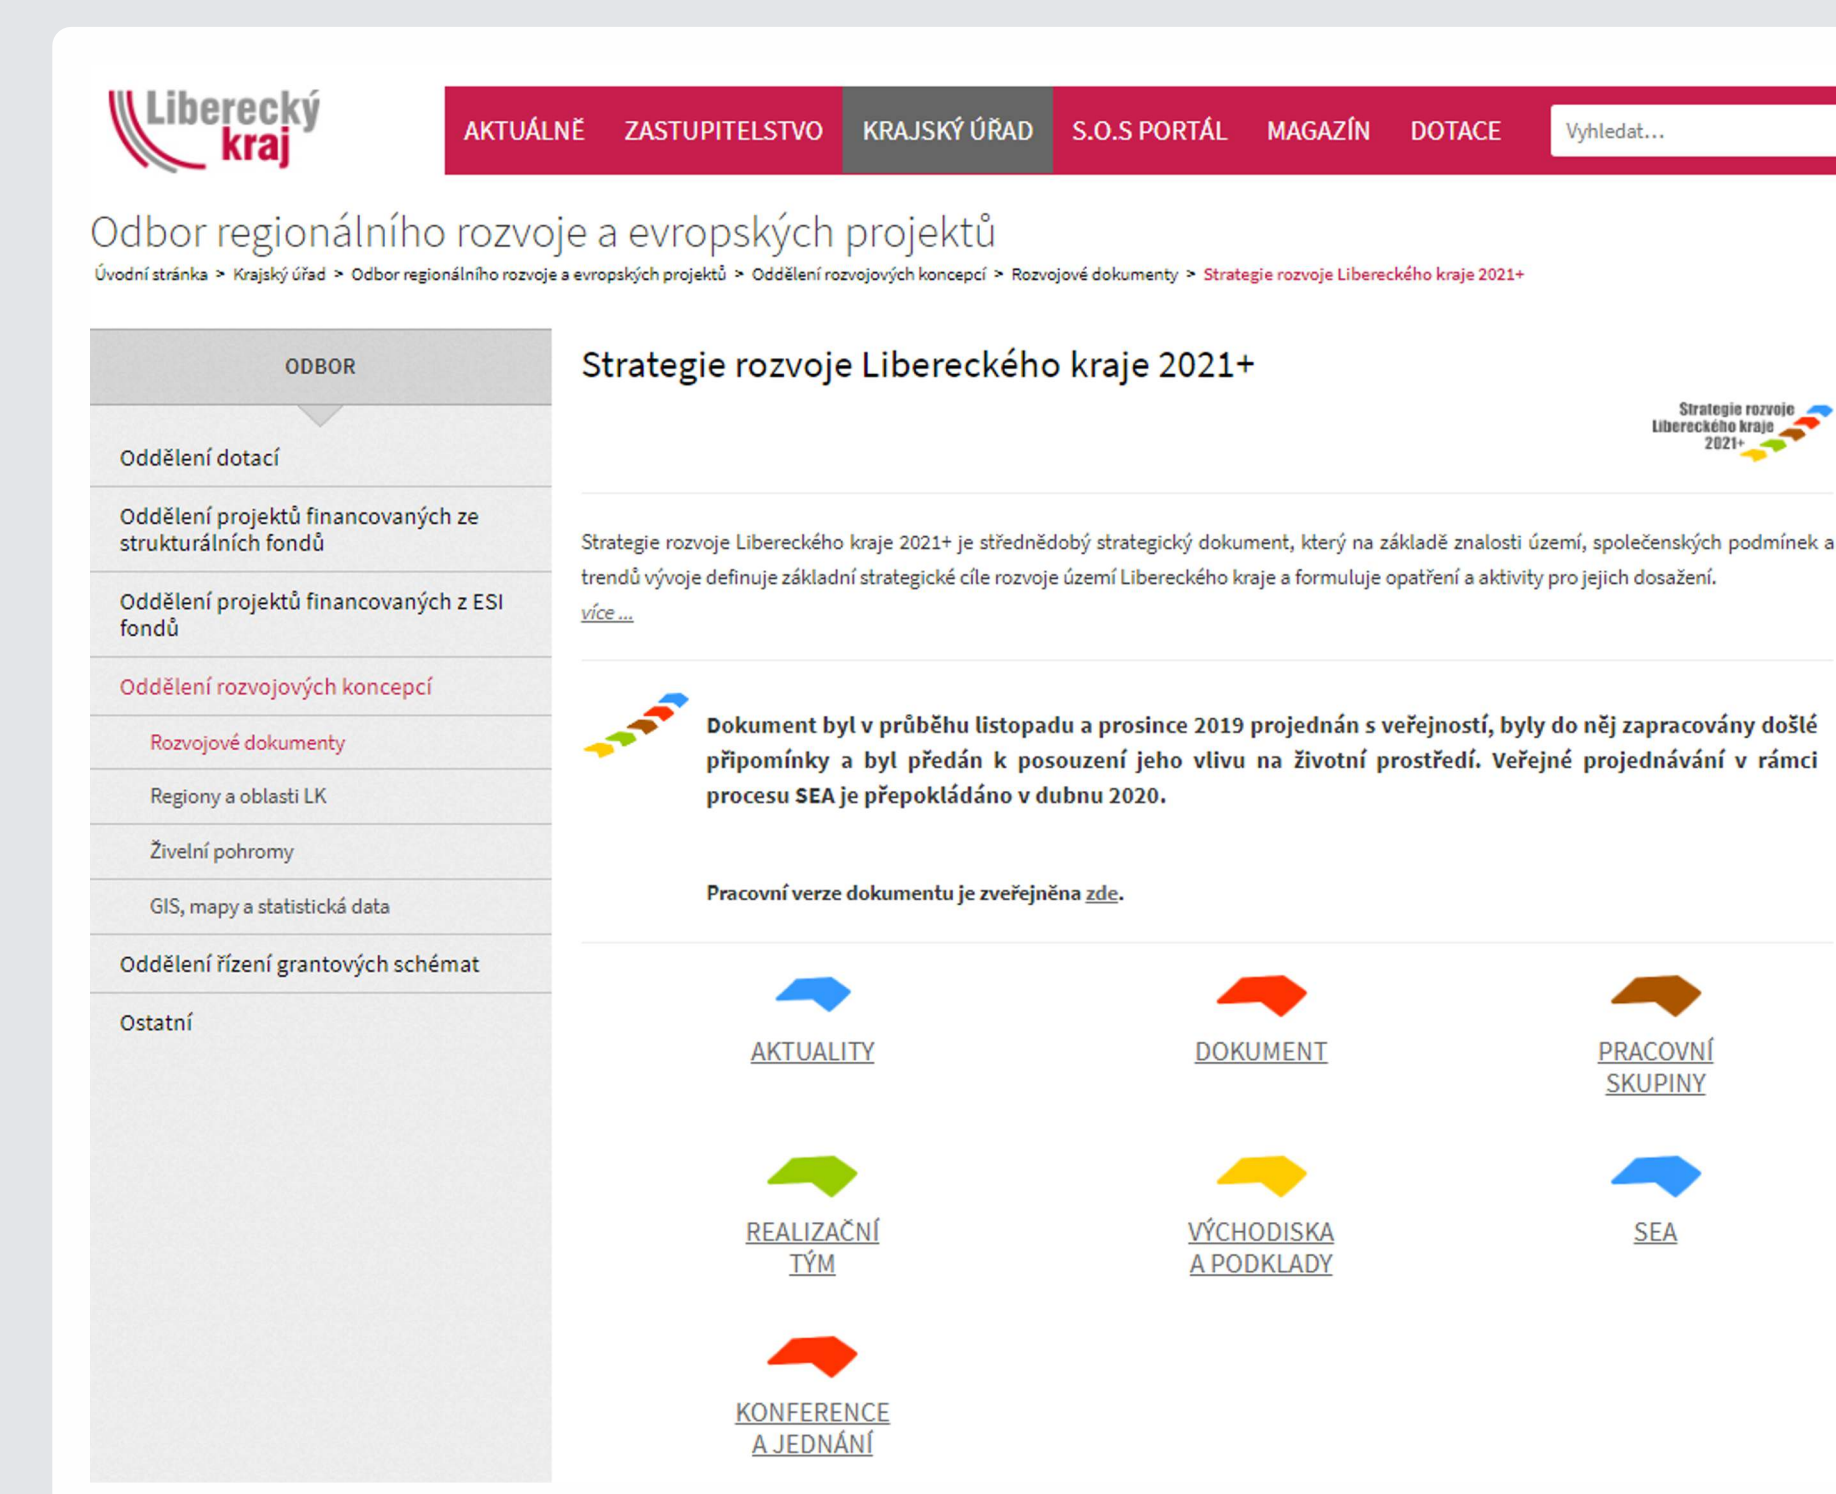 Liberecký
kraj
AKTUÁLNĚ ZASTUPITELSTVO KRAJSKÝ ÚŘAD S.O.S PORTÁL MAGAZÍN DOTACE Vyhledat...
Odbor regionálního rozvoje a evropských projektů
Úvodní stránka > Krajský úřad > Odbor regionálního rozvoje a evropských projektů > Oddělení rozvojových koncepcí > Rozvojové dokumenty > Strategie rozvoje Libereckého kraje 2021+
ODBOR
Oddělení dotací
Oddělení projektů financovaných ze
strukturálních fondů
Oddělení projektů financovaných z ESI
fondů
Oddělení rozvojových koncepcí
Rozvojové dokumenty
Regiony a oblasti LK
Živelní pohromy
GIS, mapy a statistická data
Oddělení řízení grantových schémat
Ostatní
Strategie rozvoje Libereckého kraje 2021+
Strategie rozvoje
Libereckého kraje
2021+
Strategie rozvoje Libereckého kraje 2021+ je střednědobý strategický dokument, který na základě znalosti území, společenských podmínek a
trendů vývoje definuje základní strategické cíle rozvoje území Libereckého kraje a formuluje opatření a aktivity pro jejich dosažení.
více ...
Dokument byl v průběhu listopadu a prosince 2019 projednán s veřejností, byly do něj zapracovány došlé
připomínky a byl předán k posouzení jeho vlivu na životní prostředí. Veřejné projednávání v rámci
procesu SEA je přepokládáno v dubnu 2020.
Pracovní verze dokumentu je zveřejněna zde.
AKTUALITY
DOKUMENT
PRACOVNÍ
SKUPINY
REALIZAČNÍ
TÝM
VÝCHODISKA
A PODKLADY
SEA
KONFERENCE
A JEDNÁNÍ